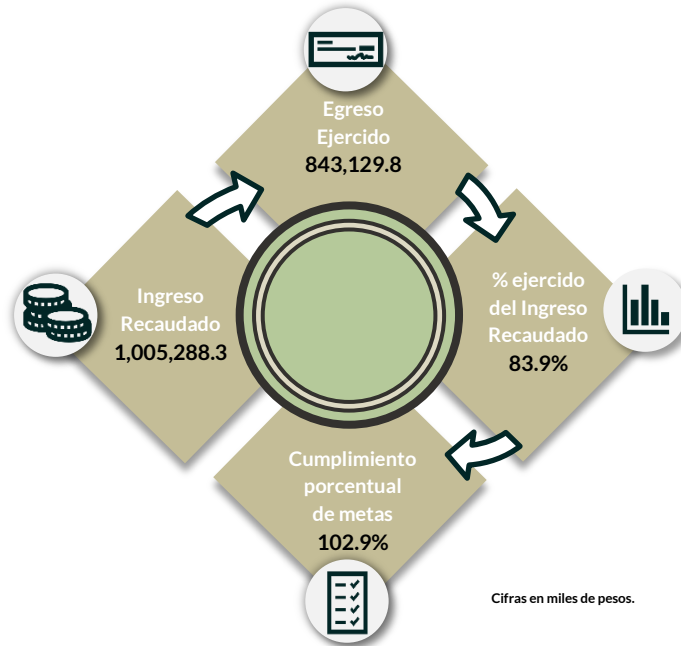 Egreso
Ejercido
843,129.8
Ingreso
Recaudado
1,005,288.3
% ejercido
del Ingreso
Recaudado
83.9%
Cumplimiento
porcentual
de metas
102.9%
Cifras en miles de pesos.